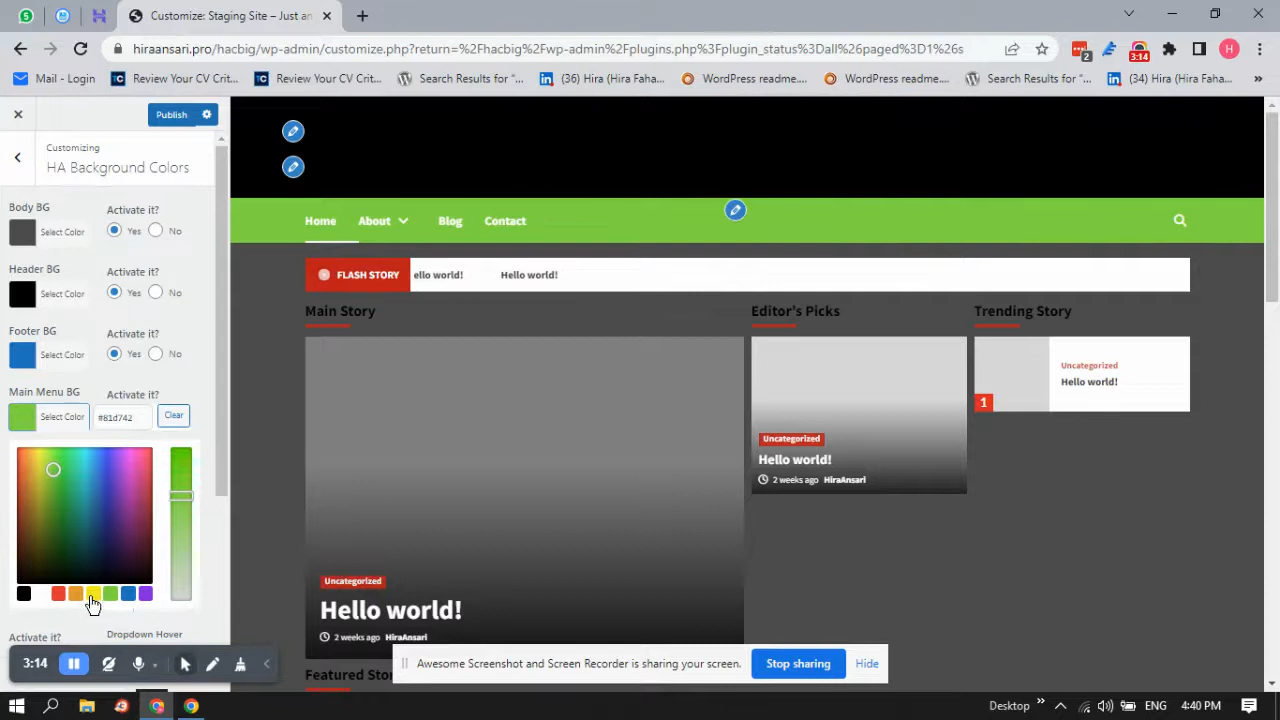 Customize: Staging Site – Just an
hiraansari.pro/hacbig/wp-admin/customize.php?return=%2Fhacbig%2Fwp-admin%2Fplugins.php%3Fplugin_status%3Dall%26paged%3D1%26s
2
3:14
H
Mail - Login
Review Your CV Crit...
Review Your CV Crit...
Search Results for "...
(36) Hira (Hira Faha...
WordPress readme....
WordPress readme....
Search Results for "...
(34) Hira (Hira Faha...
Publish
Customizing
HA Background Colors
Body BG
Activate it?
Select Color
Yes
No
Header BG
Activate it?
Select Color
Yes
No
Footer BG
Activate it?
Select Color
Yes
No
Main Menu BG
Activate it?
Select Color
#81d742
Clear
Activate it?
Dropdown Hover
3:14
Home
About
Blog
Contact
FLASH STORY
ello world!
Hello world!
Main Story
Editor's Picks
Trending Story
Uncategorized
Hello world!
1
Uncategorized
Hello world!
2 weeks ago HiraAnsari
Uncategorized
Hello world!
2 weeks ago HiraAnsari
Featured Stor
Awesome Screenshot and Screen Recorder is sharing your screen.
Stop sharing
Hide
Desktop
ENG
4:40 PM